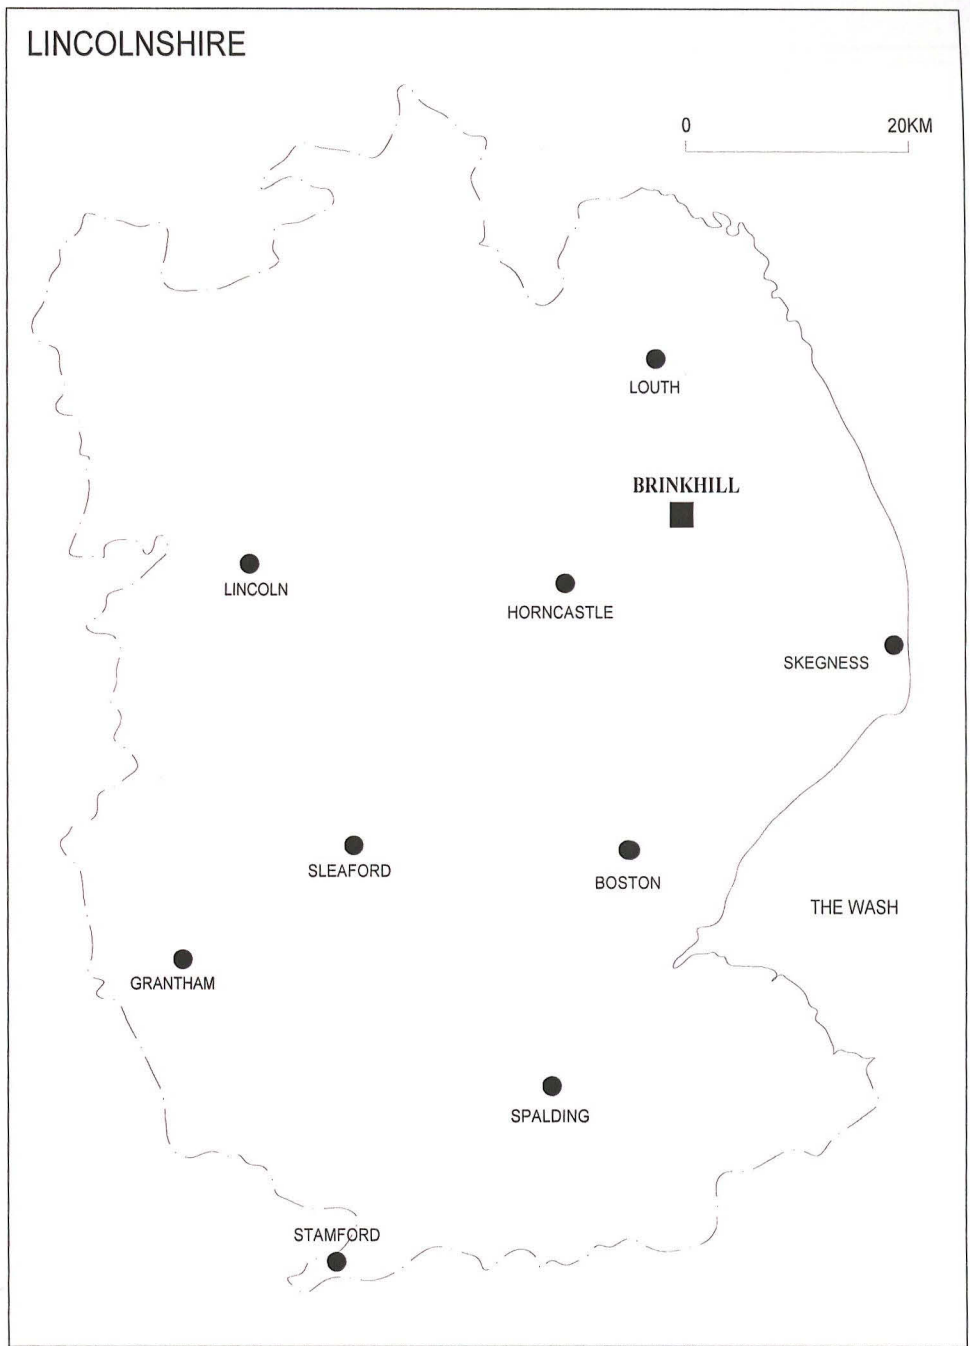 LINCOLNSHIRE
0 20KM
LOUTH
BRINKHILL
LINCOLN
HORNCASTLE
SKEGNESS
SLEAFORD
BOSTON
THE WASH
GRANTHAM
SPALDING
STAMFORD